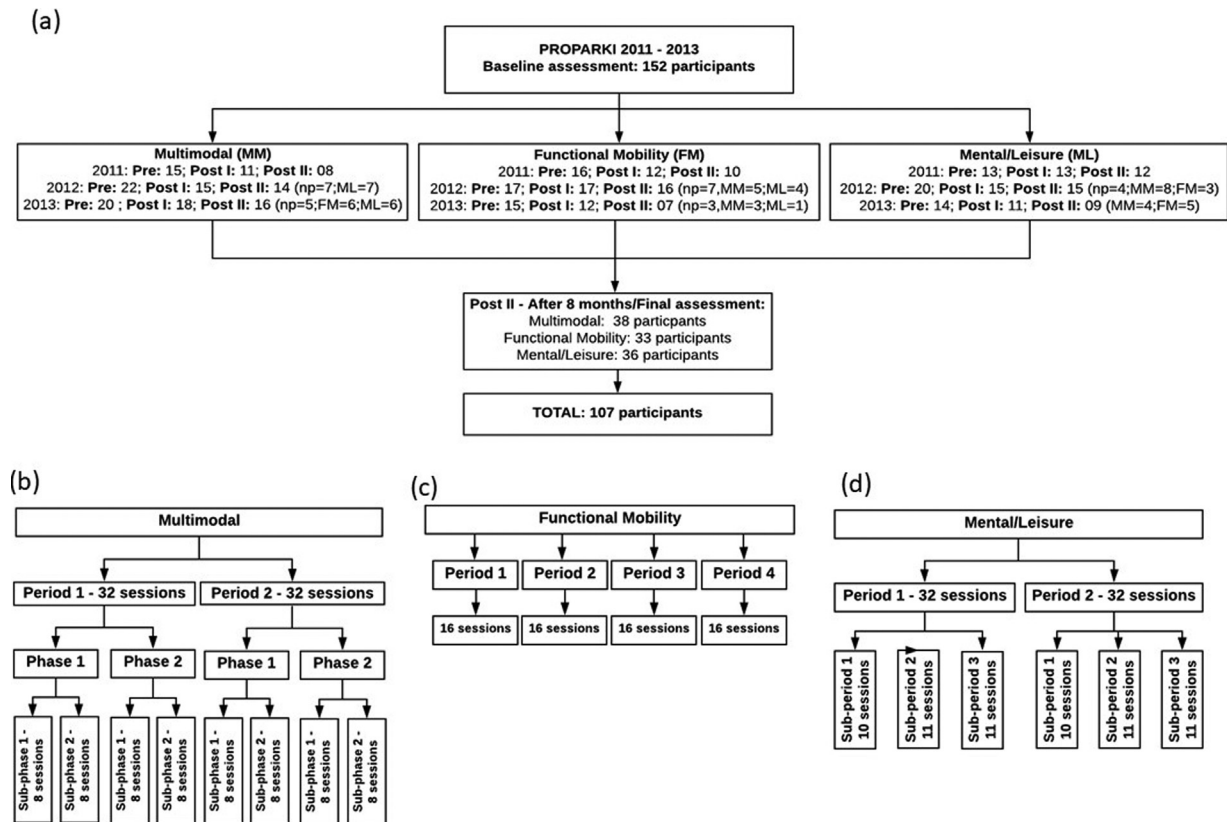 (a)
PROPARKI 2011 - 2013
Baseline assessment: 152 participants
Multimodal (MM)
2011: Pre: 15; Post I: 11; Post II: 08
2012: Pre: 22; Post I: 15; Post II: 14 (np=7;ML=7)
2013: Pre: 20 ; Post I: 18; Post II: 16 (np=5;FM=6;ML=6)
Functional Mobility (FM)
2011: Pre: 16; Post I: 12; Post II: 10
2012: Pre: 17; Post I: 17; Post II: 16 (np=7,MM=5;ML=4)
2013: Pre: 15; Post I: 12; Post II: 07 (np=3,MM=3;ML=1)
Mental/Leisure (ML)
2011: Pre: 13; Post I: 13; Post II: 12
2012: Pre: 20; Post I: 15; Post II: 15 (np=4;MM=8;FM=3)
2013: Pre: 14; Post I: 11; Post II: 09 (MM=4;FM=5)
Post II - After 8 months/Final assessment:
Multimodal: 38 particpants
Functional Mobility: 33 participants
Mental/Leisure: 36 participants
TOTAL: 107 participants
(b)
Multimodal
Period 1 - 32 sessions
Period 2 - 32 sessions
Phase 1
Phase 2
Phase 1
Phase 2
Sub-phase 1 -
8 sessions
Sub-phase 2 -
8 sessions
Sub-phase 1 -
8 sessions
Sub-phase 2 -
8 sessions
Sub-phase 1 -
8 sessions
Sub-phase 2 -
8 sessions
Sub-phase 1 -
8 sessions
Sub-phase 2 -
8 sessions
(c)
Functional Mobility
Period 1
Period 2
Period 3
Period 4
16 sessions
16 sessions
16 sessions
16 sessions
(d)
Mental/Leisure
Period 1 - 32 sessions
Period 2 - 32 sessions
Sub-period 1
10 sessions
Sub-period 2
11 sessions
Sub-period 3
11 sessions
Sub-period 1
10 sessions
Sub-period 2
11 sessions
Sub-period 3
11 sessions